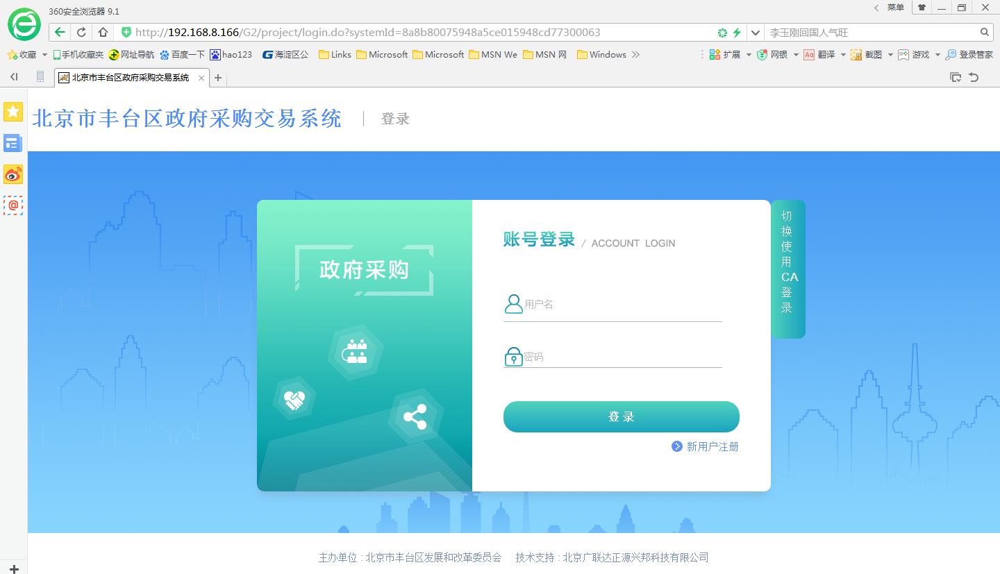 360安全浏览器 9.1
菜单
http://192.168.8.166/G2/project/login.do?systemId=8a8b80075948a5ce015948cd77300063
李玉刚回国人气旺
收藏 手机收藏夹 网址导航 百度一下 hao123 海淀区公 Links Microsoft Microsoft MSN We MSN 网 Windows
扩展 网银 Aa 翻译 截图 游戏 登录管家
北京市丰台区政府采购交易系统
北京市丰台区政府采购交易系统 登录
政府采购
账号登录 / ACCOUNT LOGIN
用户名
密码
登录
新用户注册
切换使用CA登录
主办单位 : 北京市丰台区发展和改革委员会 技术支持 : 北京广联达正源兴邦科技有限公司